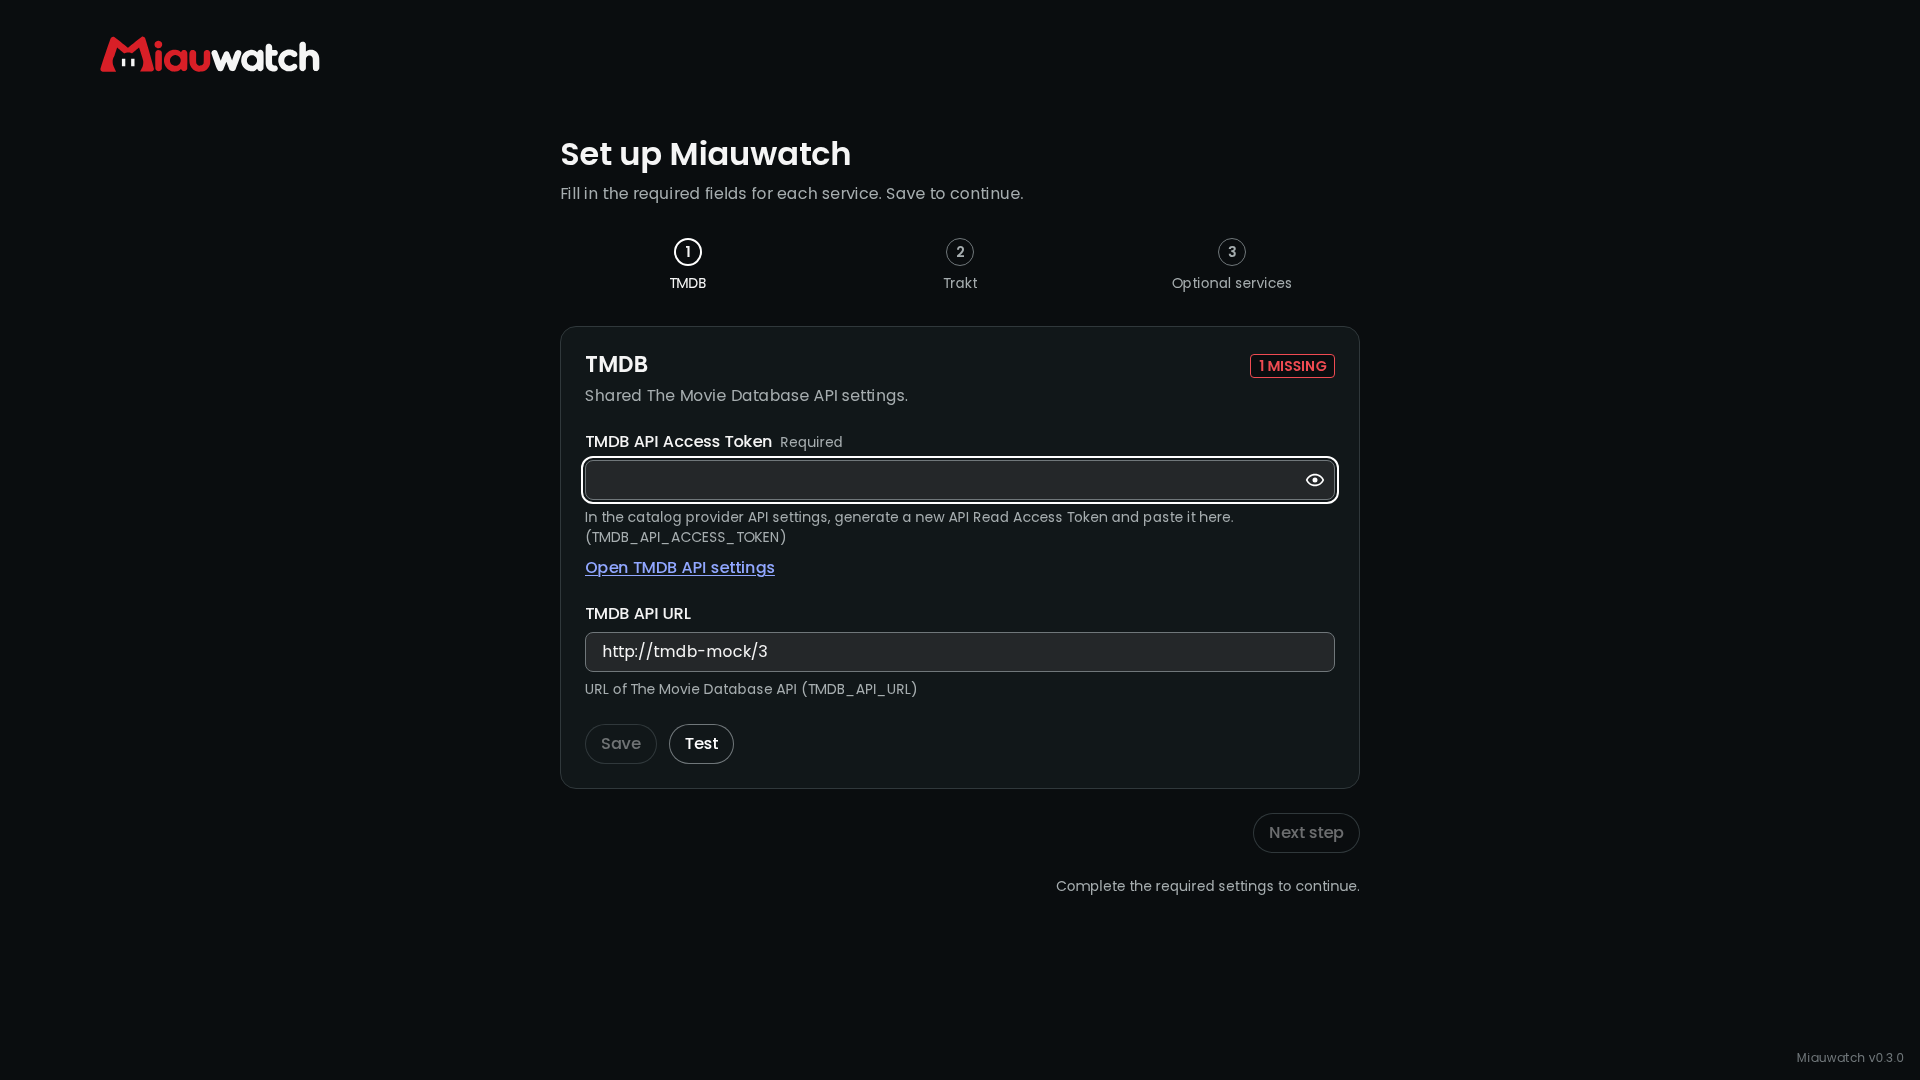 Miauwatch
Set up Miauwatch
Fill in the required fields for each service. Save to continue.
1
TMDB
2
Trakt
3
Optional services
TMDB
1 MISSING
Shared The Movie Database API settings.
TMDB API Access Token Required
In the catalog provider API settings, generate a new API Read Access Token and paste it here.
(TMDB_API_ACCESS_TOKEN)
Open TMDB API settings
TMDB API URL
http://tmdb-mock/3
URL of The Movie Database API (TMDB_API_URL)
Save
Test
Next step
Complete the required settings to continue.
Miauwatch v0.3.0